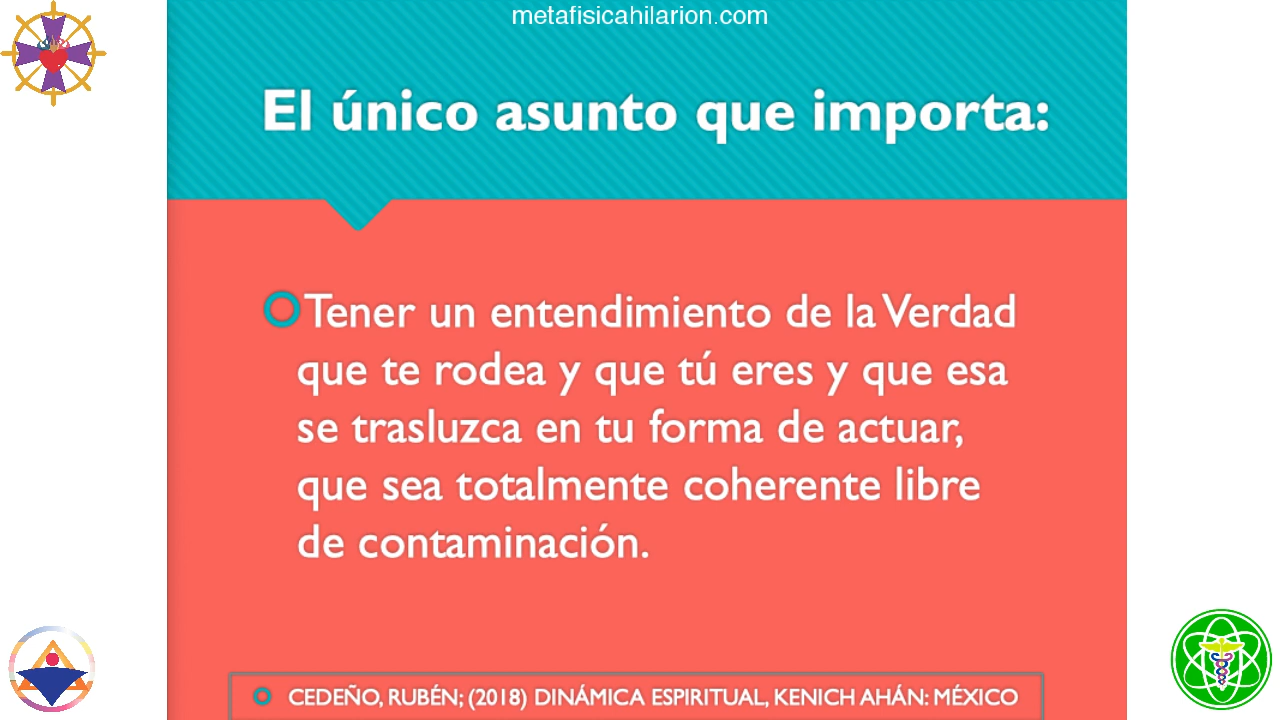 metafisicahilarion.com
El único asunto que importa:
Tener un entendimiento de la Verdad
que te rodea y que tú eres y que esa
se trasluzca en tu forma de actuar,
que sea totalmente coherente libre
de contaminación.
CEDEÑO, RUBÉN; (2018) DINÁMICA ESPIRITUAL, KENICH AHÁN: MÉXICO